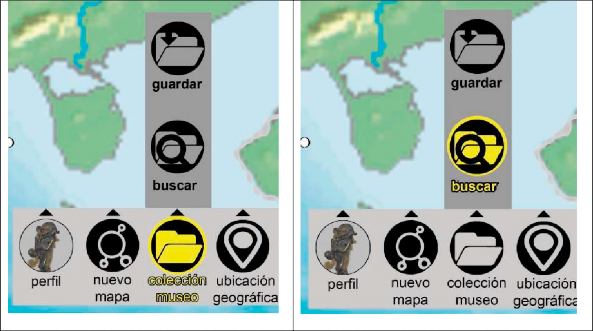 guardar
buscar
perfil
nuevo
mapa
colección
museo
ubicación
geográfica
guardar
buscar
perfil
nuevo
mapa
colección
museo
ubicación
geográfica